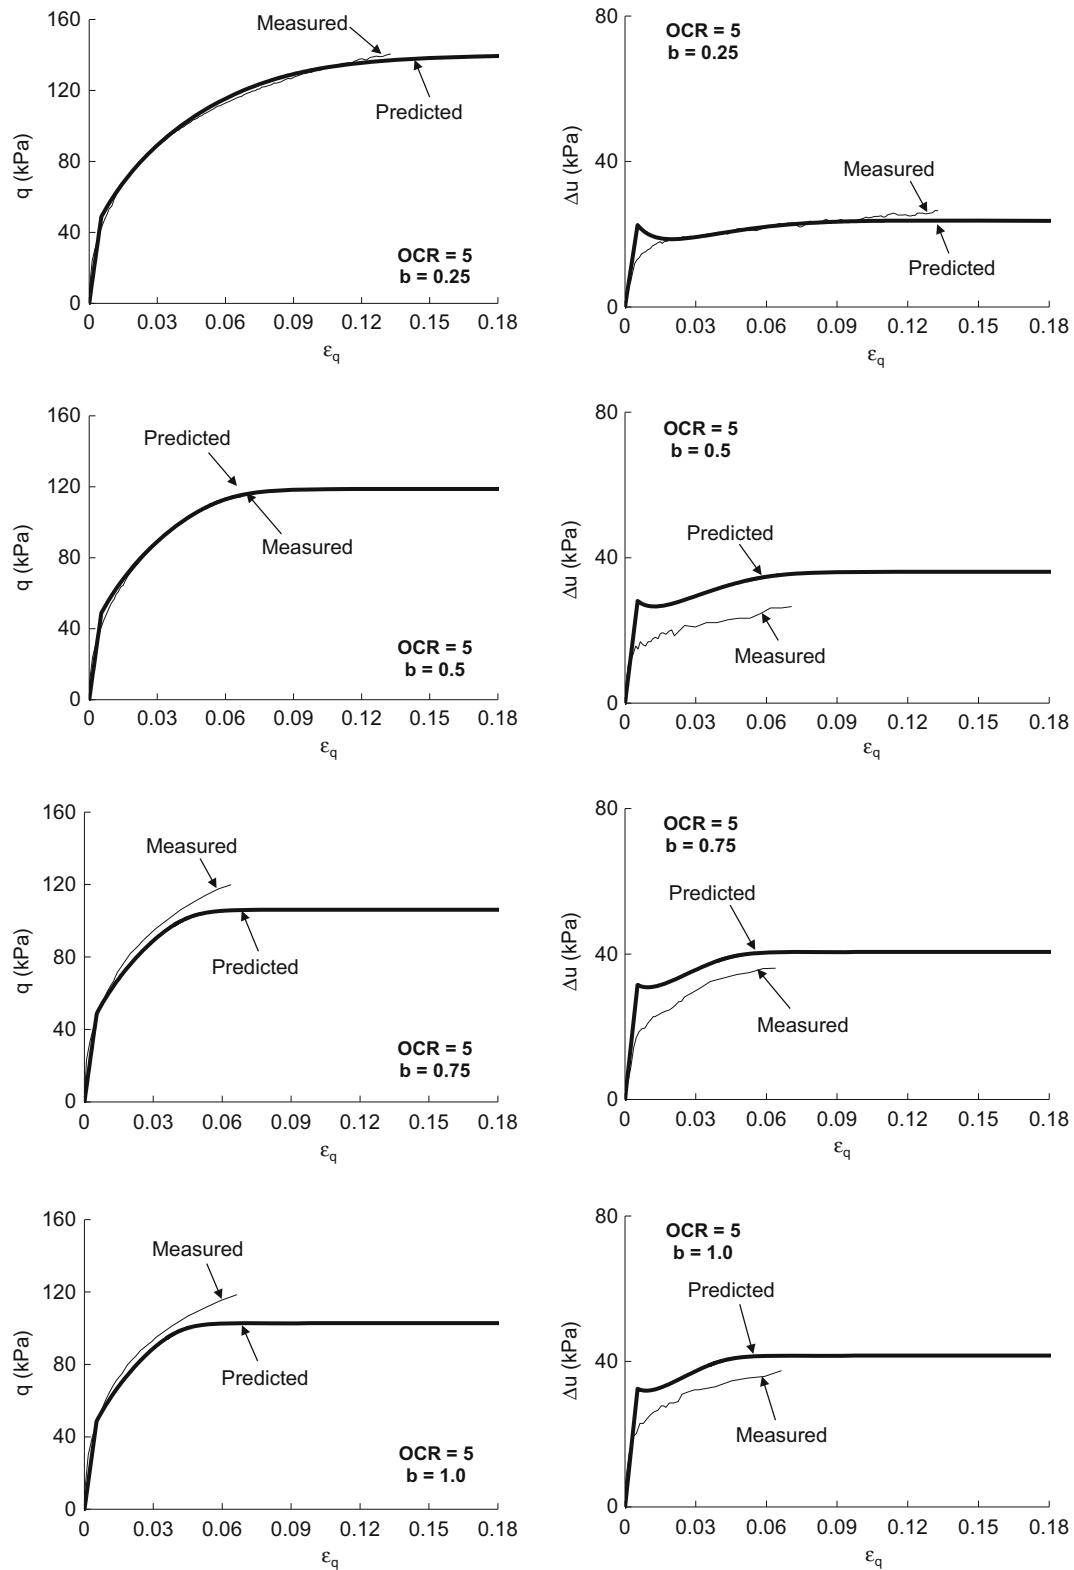 160
120
80
40
0
q (kPa)
Measured
Predicted
OCR = 5
b = 0.25
0 0.03 0.06 0.09 0.12 0.15 0.18
εq
80
40
0
Δu (kPa)
OCR = 5
b = 0.25
Measured
Predicted
0 0.03 0.06 0.09 0.12 0.15 0.18
εq
160
120
80
40
0
q (kPa)
Predicted
Measured
OCR = 5
b = 0.5
0 0.03 0.06 0.09 0.12 0.15 0.18
εq
80
40
0
Δu (kPa)
OCR = 5
b = 0.5
Predicted
Measured
0 0.03 0.06 0.09 0.12 0.15 0.18
εq
160
120
80
40
0
q (kPa)
Measured
Predicted
OCR = 5
b = 0.75
0 0.03 0.06 0.09 0.12 0.15 0.18
εq
80
40
0
Δu (kPa)
OCR = 5
b = 0.75
Predicted
Measured
0 0.03 0.06 0.09 0.12 0.15 0.18
εq
160
120
80
40
0
q (kPa)
Measured
Predicted
OCR = 5
b = 1.0
0 0.03 0.06 0.09 0.12 0.15 0.18
εq
80
40
0
Δu (kPa)
OCR = 5
b = 1.0
Predicted
Measured
0 0.03 0.06 0.09 0.12 0.15 0.18
εq